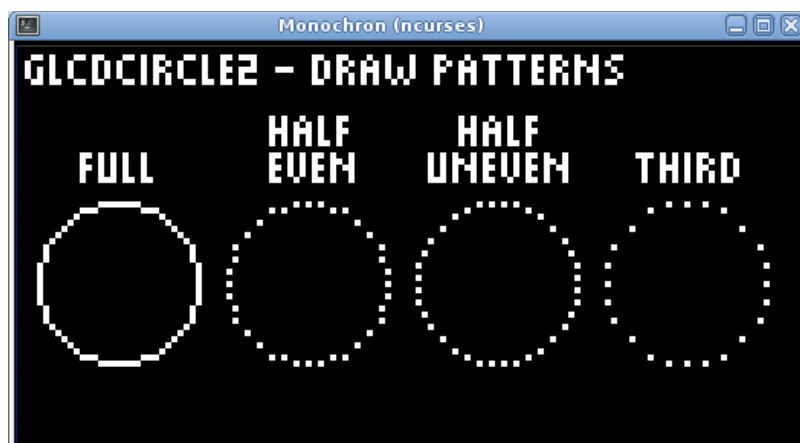 Monochron (ncurses)
GLCDCIRCLE2 - DRAW PATTERNS
HALF HALF
FULL EVEN UNEVEN THIRD